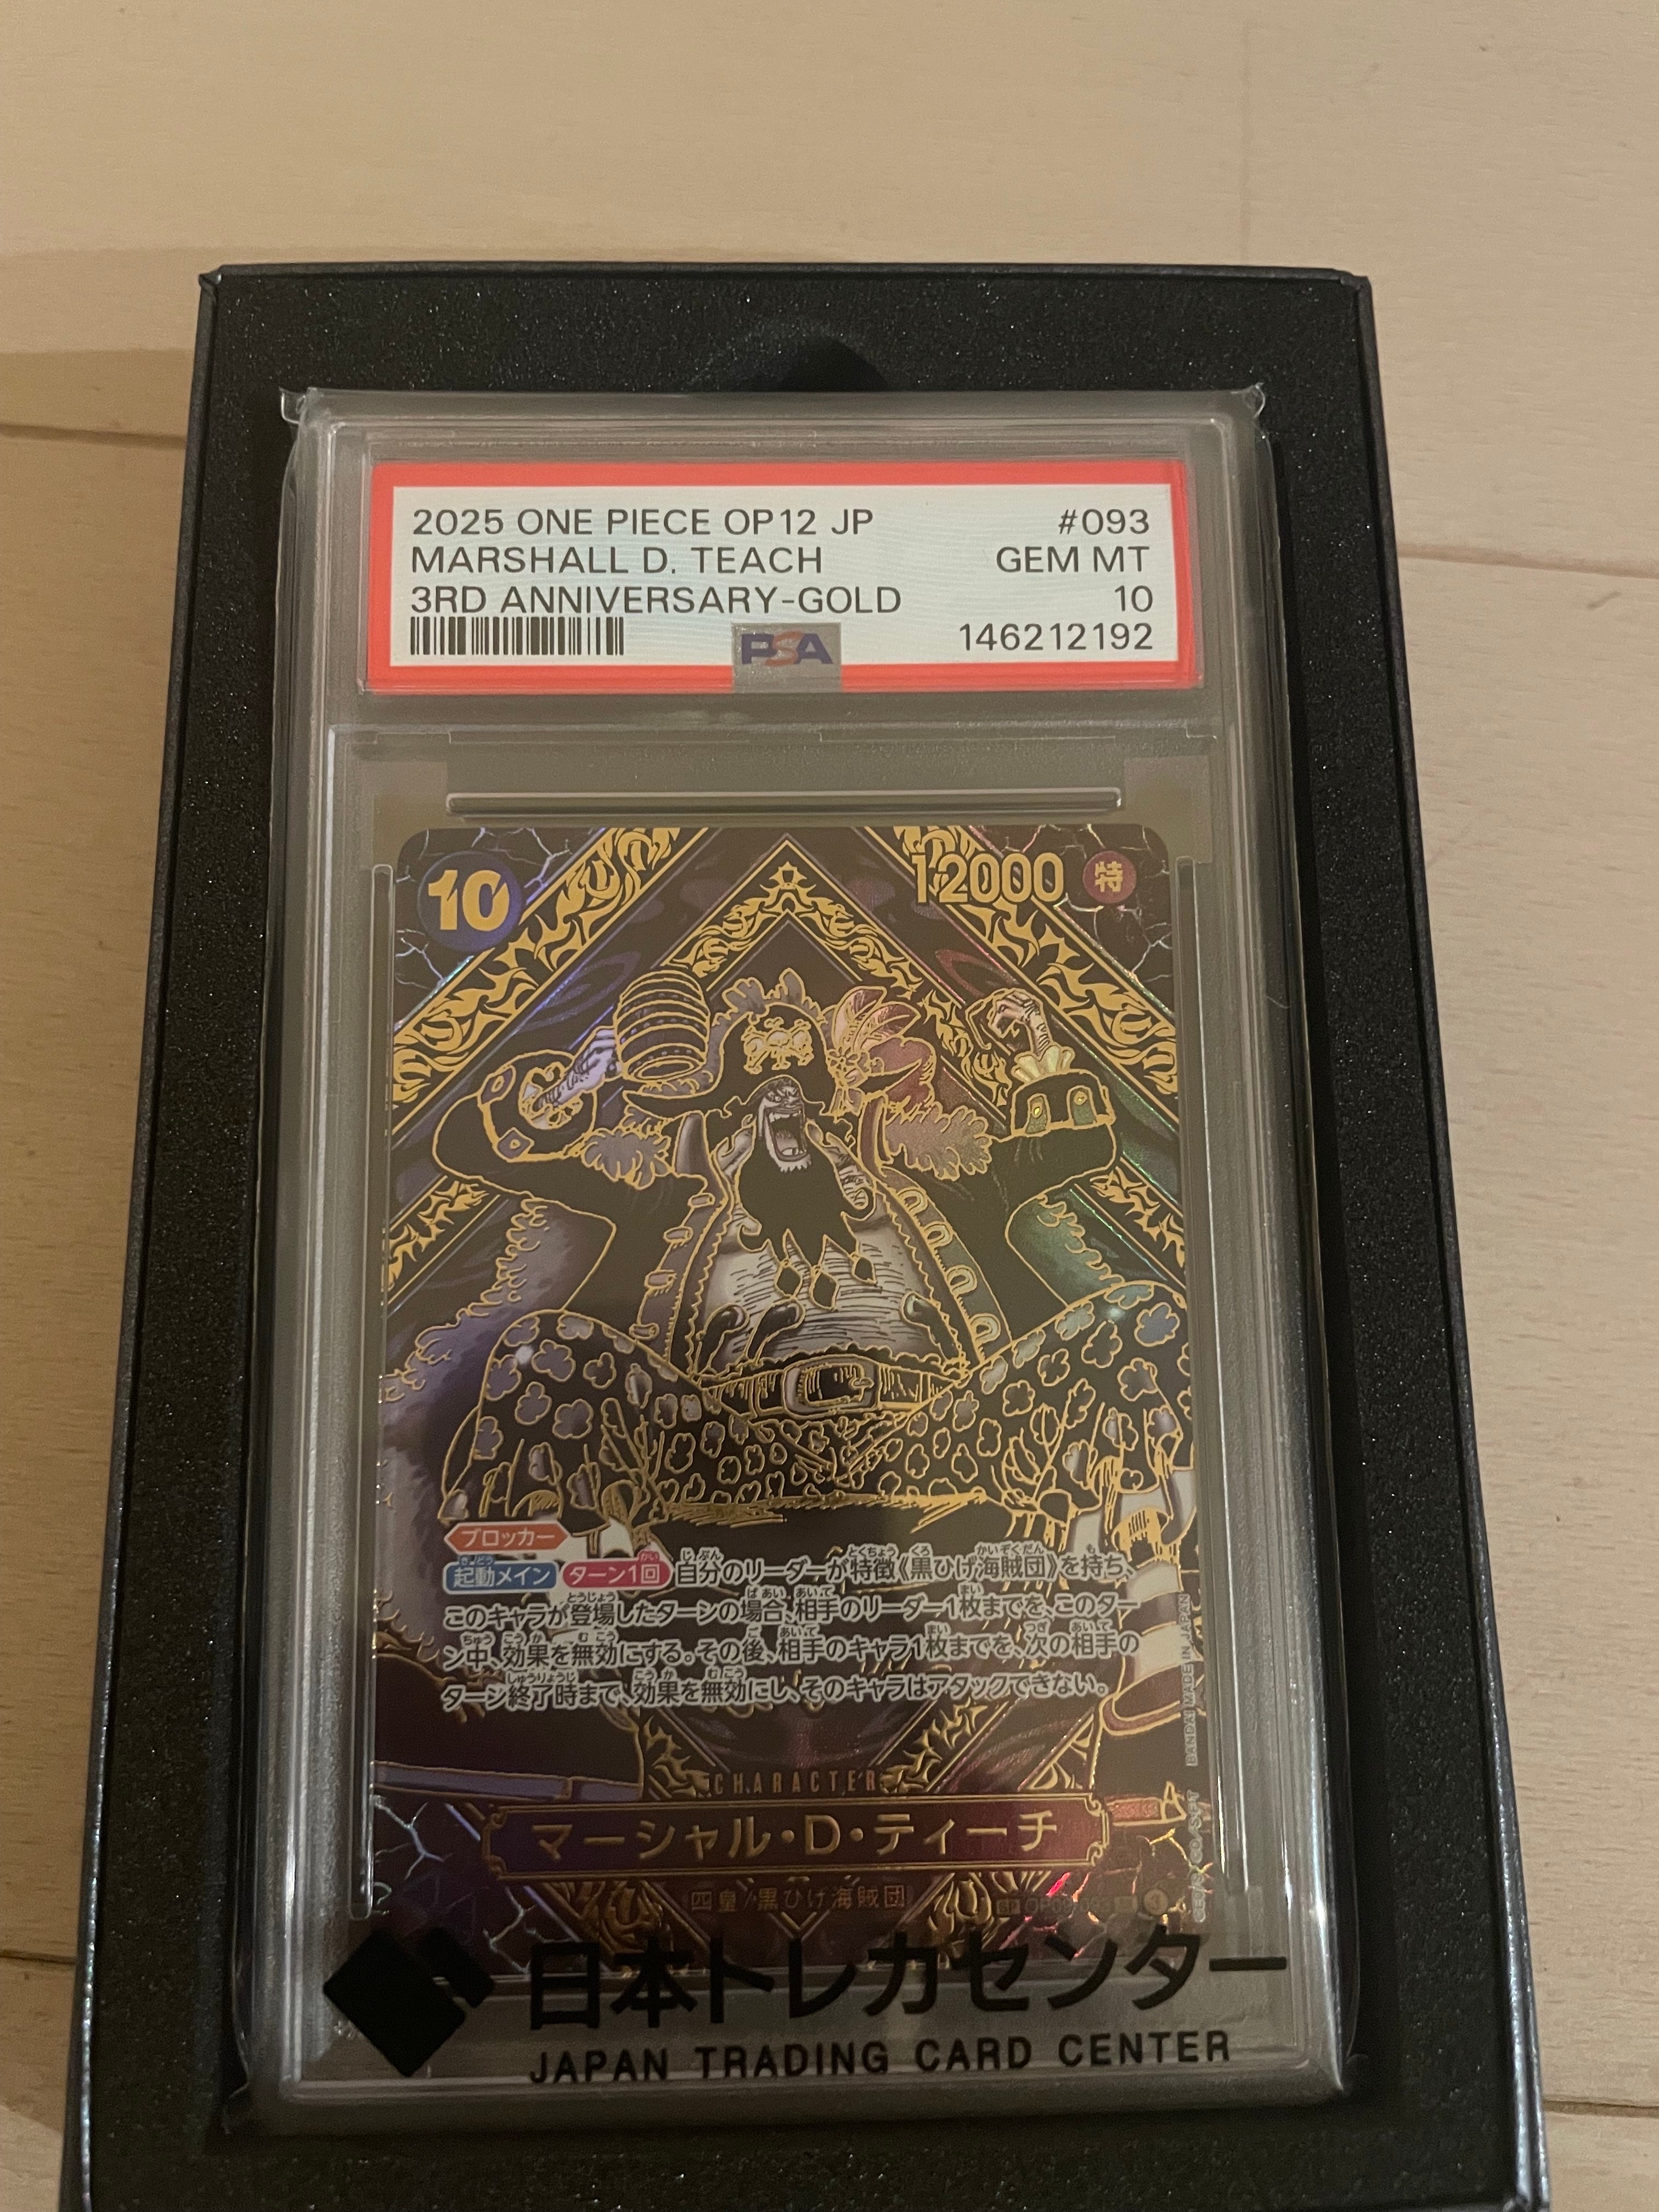 2025 ONE PIECE OP12 JP #093
MARSHALL D. TEACH GEM MT
3RD ANNIVERSARY-GOLD 10
PSA 146212192
10 12000 特
ブロッカー
起動メイン ターン1回 自分のリーダーが特徴《黒ひげ海賊団》を持ち、
このキャラが登場したターンの場合、相手のリーダー1枚までを、このター
ン中、効果を無効にする。その後、相手のキャラ1枚までを、次の相手の
ターン終了時まで、効果を無効にし、そのキャラはアタックできない。
BANDAI MADE IN JAPAN
CHARACTER
マーシャル・D・ティーチ
四皇/黒ひげ海賊団
SP
日本トレカセンター
JAPAN TRADING CARD CENTER